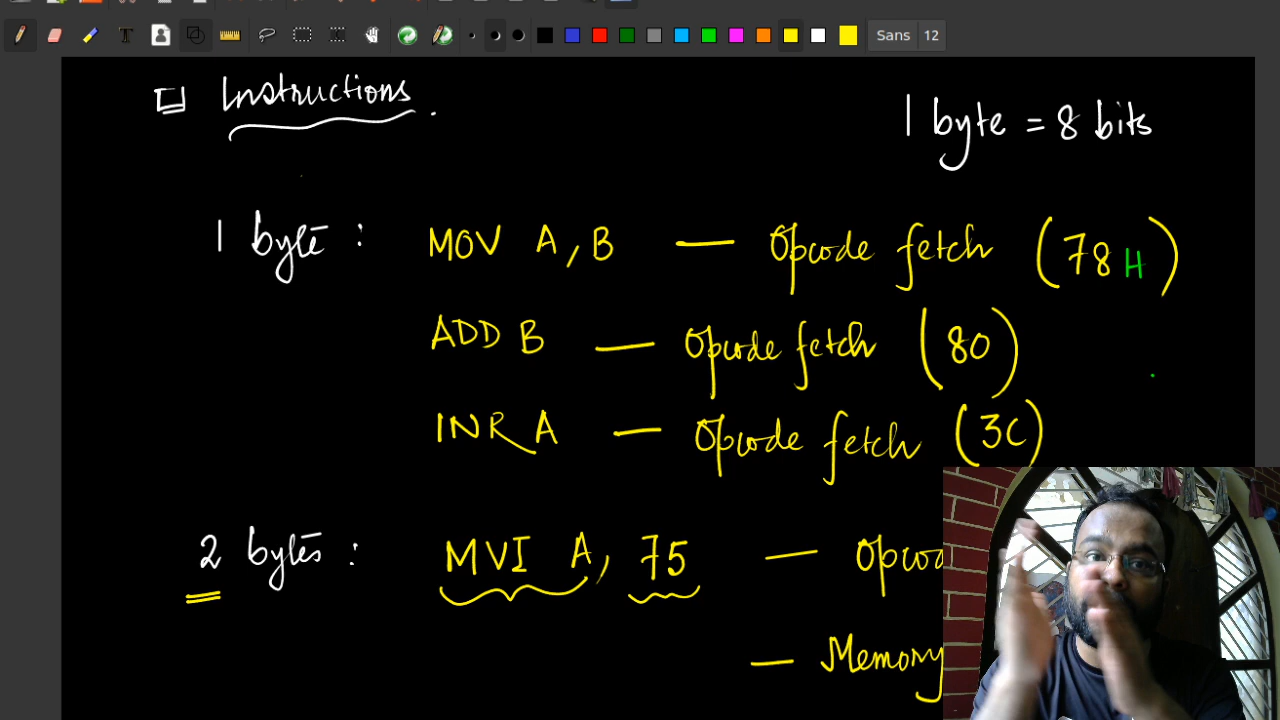 Sans 12
Instructions.
1 byte = 8 bits
1 byte : MOV A, B — Opcode fetch (78H)
ADD B — Opcode fetch (80)
INR A — Opcode fetch (3C)
2 bytes : MVI A, 75 —
— Memory